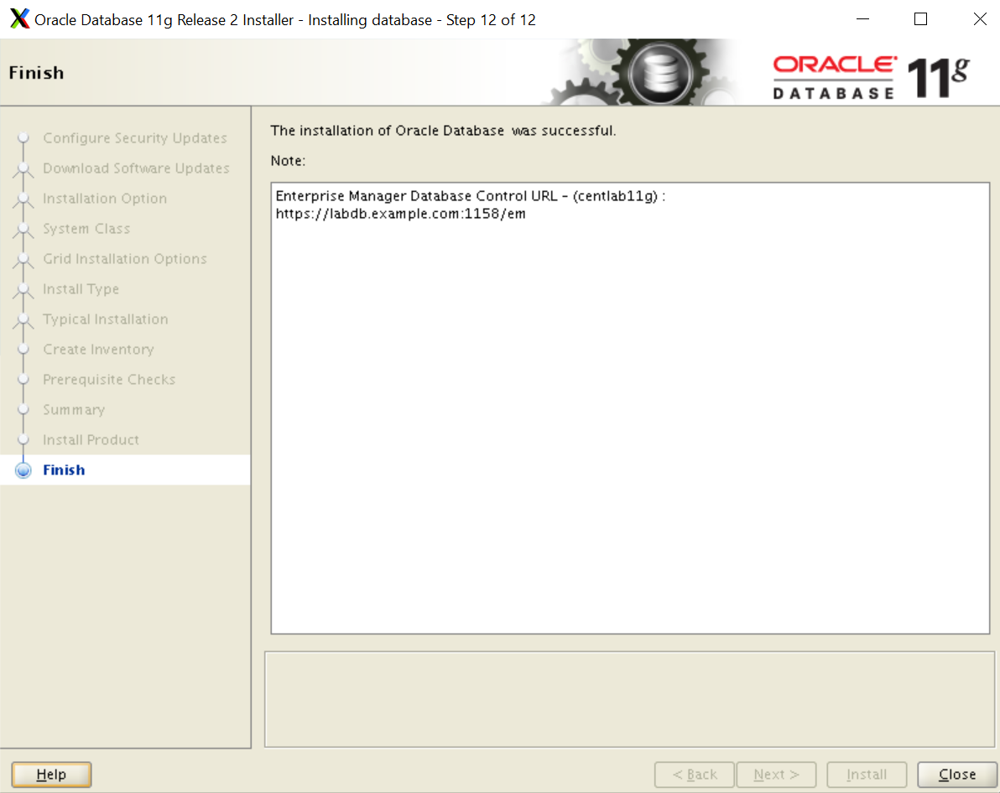 Oracle Database 11g Release 2 Installer - Installing database - Step 12 of 12
Finish
ORACLE
DATABASE
11g
Configure Security Updates
Download Software Updates
Installation Option
System Class
Grid Installation Options
Install Type
Typical Installation
Create Inventory
Prerequisite Checks
Summary
Install Product
Finish
The installation of Oracle Database was successful.
Note:
Enterprise Manager Database Control URL - (centlab11g) :
https://labdb.example.com:1158/em
Help
< Back
Next >
Install
Close